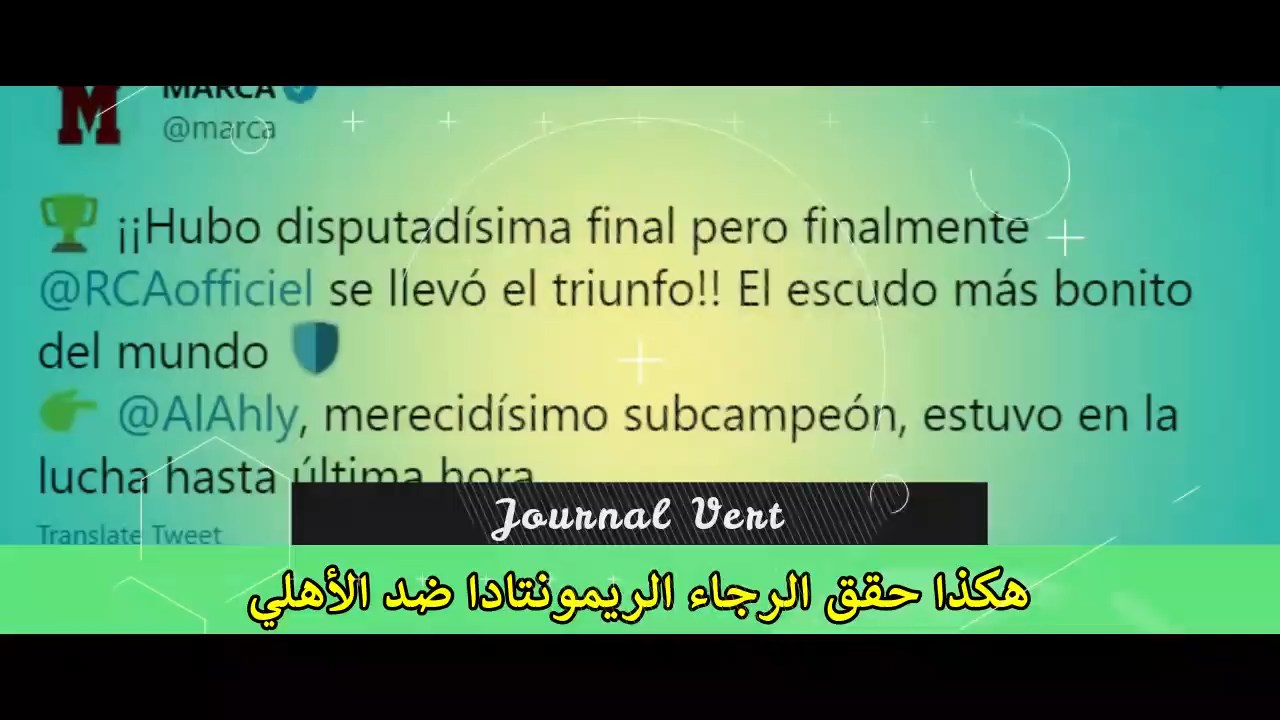 MARCA
@marca
¡¡Hubo disputadísima final pero finalmente
@RCAofficiel se llevó el triunfo!! El escudo más bonito
del mundo
@AlAhly, merecidísimo subcampeón, estuvo en la
lucha hasta última hora
Translate Tweet
Journal Vert
هكذا حقق الرجاء الريمونتادا ضد الأهلي